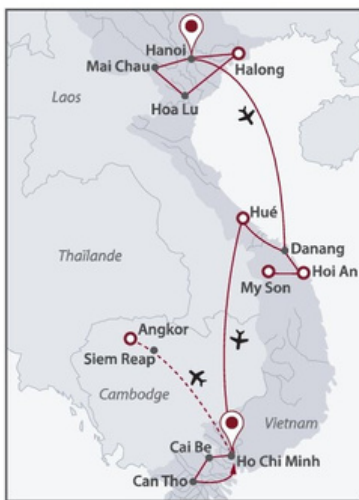 Hanoi
Mai Chau
Halong
Hoa Lu
Laos
Hué
Danang
Hoi An
My Son
Thaïlande
Angkor
Siem Reap
Cambodge
Vietnam
Cai Be
Ho Chi Minh
Can Tho